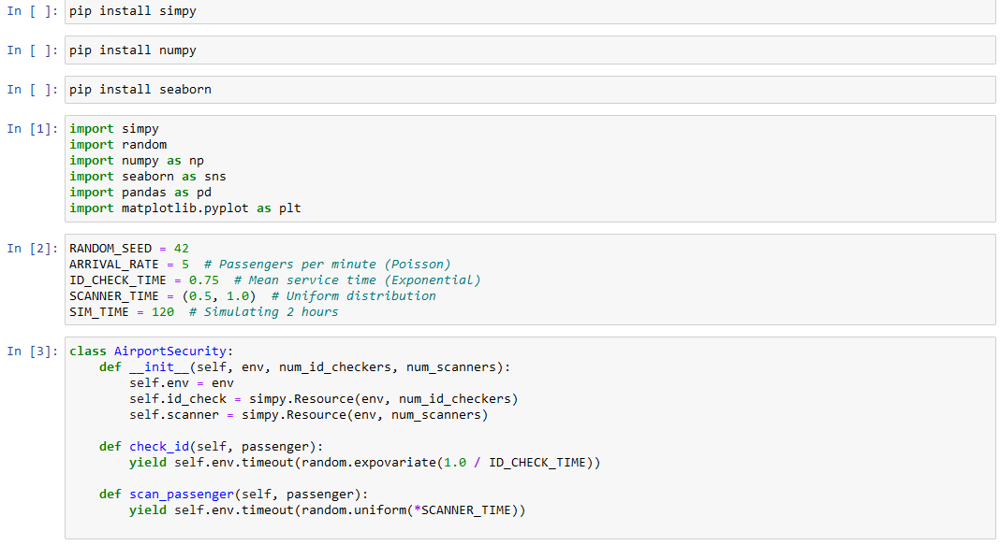 In [ ]: pip install simpy
In [ ]: pip install numpy
In [ ]: pip install seaborn
In [1]: import simpy
import random
import numpy as np
import seaborn as sns
import pandas as pd
import matplotlib.pyplot as plt
In [2]: RANDOM_SEED = 42
ARRIVAL_RATE = 5  # Passengers per minute (Poisson)
ID_CHECK_TIME = 0.75  # Mean service time (Exponential)
SCANNER_TIME = (0.5, 1.0)  # Uniform distribution
SIM_TIME = 120  # Simulating 2 hours
In [3]: class AirportSecurity:
    def __init__(self, env, num_id_checkers, num_scanners):
        self.env = env
        self.id_check = simpy.Resource(env, num_id_checkers)
        self.scanner = simpy.Resource(env, num_scanners)
    def check_id(self, passenger):
        yield self.env.timeout(random.expovariate(1.0 / ID_CHECK_TIME))
    def scan_passenger(self, passenger):
        yield self.env.timeout(random.uniform(*SCANNER_TIME))